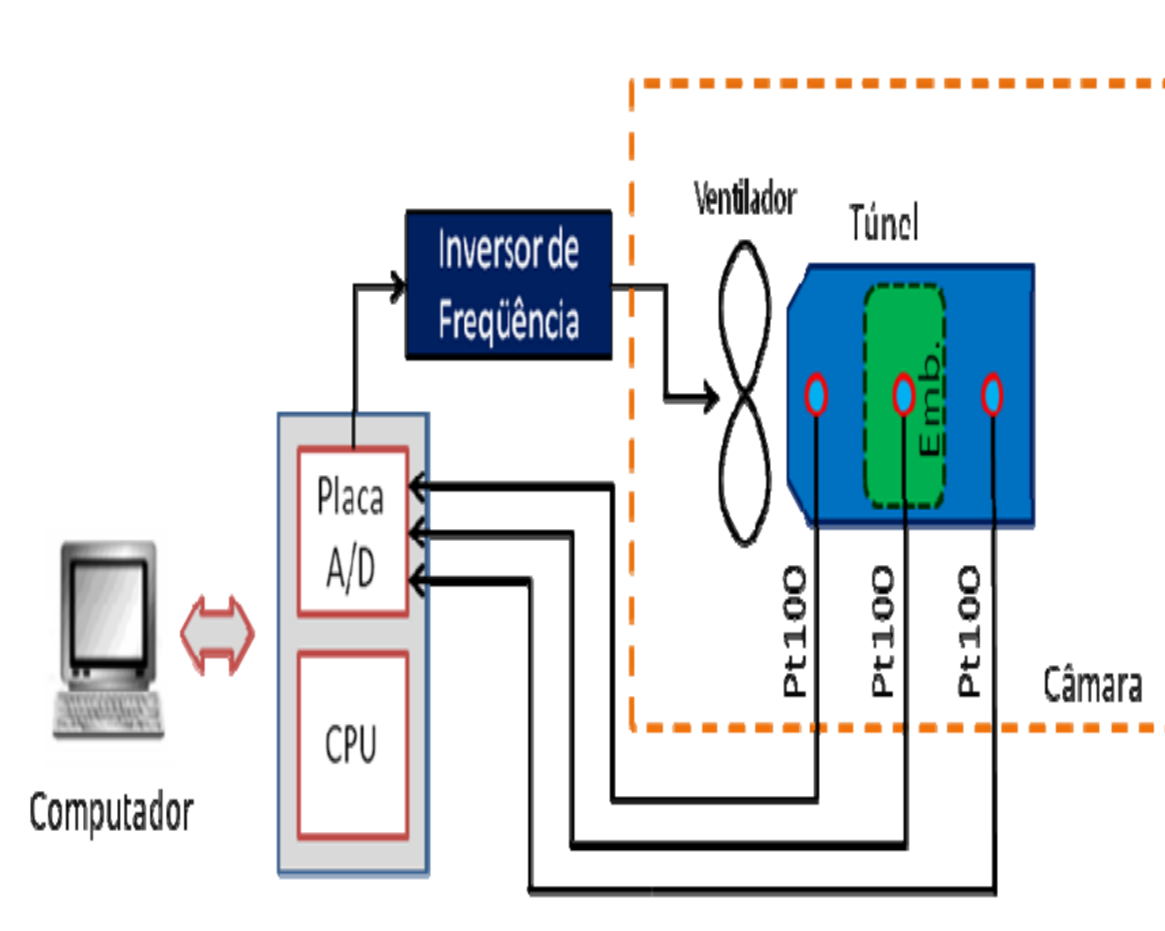 Ventilador
Túnel
Inversor de
Freqüência
Emb.
Placa
A/D
Pt100
Pt100
Pt100
Câmara
CPU
Computador